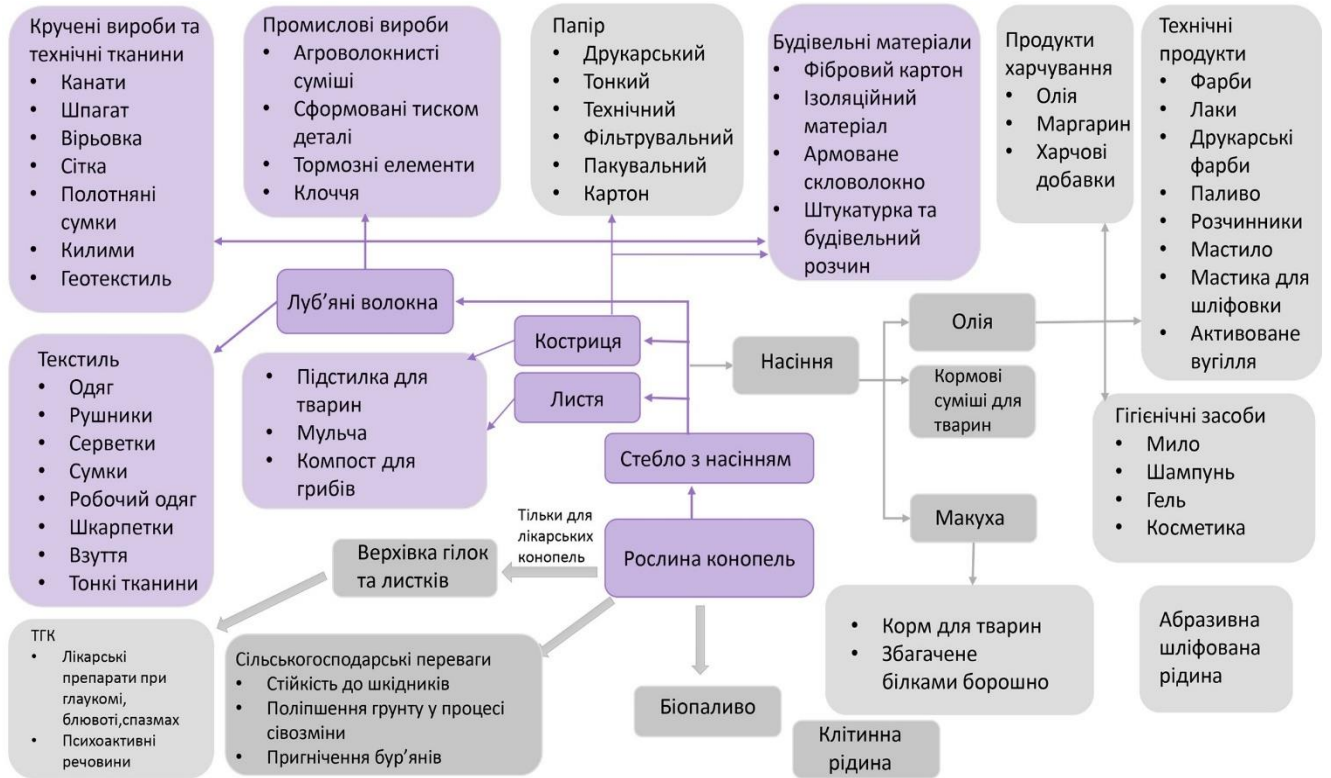 Кручені вироби та
технічні тканини
• Канати
• Шпагат
• Вірьовка
• Сітка
• Полотняні
сумки
• Килими
• Геотекстиль
Промислові вироби
• Агроволокнисті
суміші
• Сформовані тиском
деталі
• Тормозні елементи
• Клоччя
Папір
• Друкарський
• Тонкий
• Технічний
• Фільтрувальний
• Пакувальний
• Картон
Будівельні матеріали
• Фібровий картон
• Ізоляційний
матеріал
• Армоване
скловолокно
• Штукатурка та
будівельний
розчин
Продукти
харчування
• Олія
• Маргарин
• Харчові
добавки
Технічні
продукти
• Фарби
• Лаки
• Друкарські
фарби
• Паливо
• Розчинники
• Мастило
• Мастика для
шліфовки
• Активоване
вугілля
Луб’яні волокна
Костриця
Листя
Насіння
Олія
Кормові
суміші для
тварин
Текстиль
• Одяг
• Рушники
• Серветки
• Сумки
• Робочий одяг
• Шкарпетки
• Взуття
• Тонкі тканини
• Підстилка для
тварин
• Мульча
• Компост для
грибів
Стебло з насінням
Гігієнічні засоби
• Мило
• Шампунь
• Гель
• Косметика
Макуха
Тільки для
лікарських
конопель
Верхівка гілок
та листків
Рослина конопель
ТГК
• Лікарські
препарати при
глаукомі,
блювоті,спазмах
• Психоактивні
речовини
Сільськогосподарські переваги
• Стійкість до шкідників
• Поліпшення грунту у процесі
сівозміни
• Пригнічення бур’янів
Біопаливо
Клітинна
рідина
• Корм для тварин
• Збагачене
білками борошно
Абразивна
шліфована
рідина